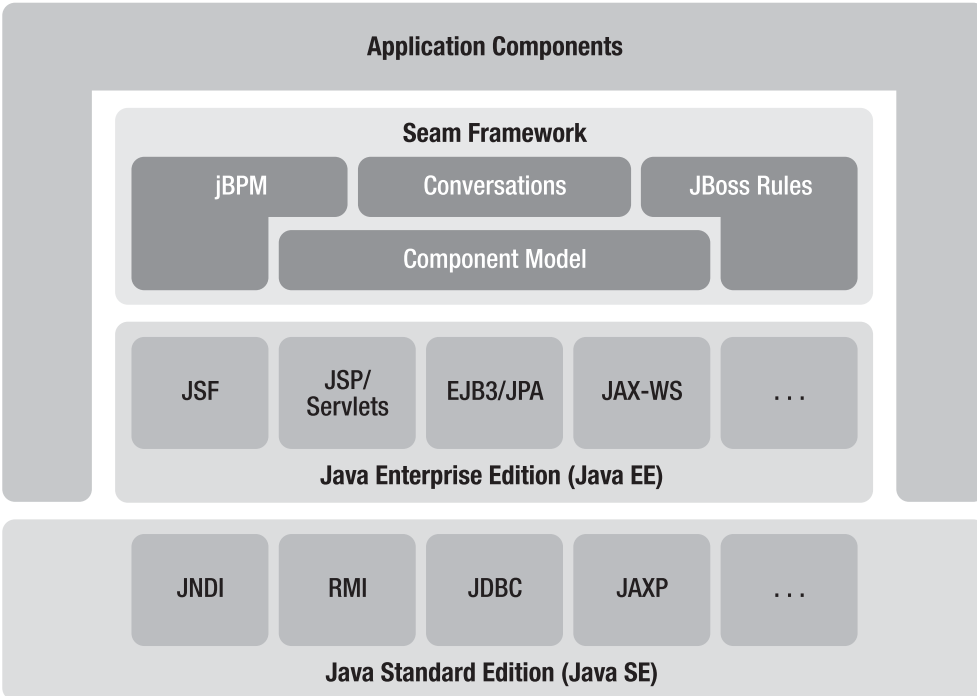 Application Components
Seam Framework
jBPM
Conversations
JBoss Rules
Component Model
JSF
JSP/
Servlets
EJB3/JPA
JAX-WS
. . .
Java Enterprise Edition (Java EE)
JNDI
RMI
JDBC
JAXP
. . .
Java Standard Edition (Java SE)